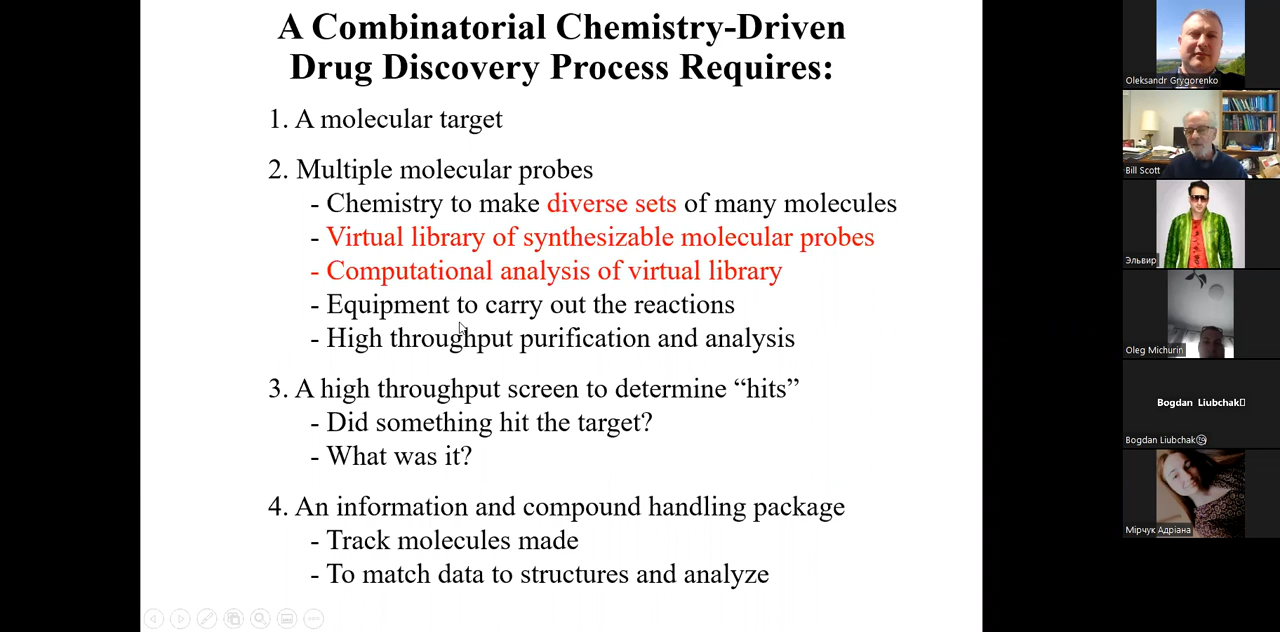 A Combinatorial Chemistry-Driven
Drug Discovery Process Requires:
1. A molecular target
2. Multiple molecular probes
- Chemistry to make diverse sets of many molecules
- Virtual library of synthesizable molecular probes
- Computational analysis of virtual library
- Equipment to carry out the reactions
- High throughput purification and analysis
3. A high throughput screen to determine “hits”
- Did something hit the target?
- What was it?
4. An information and compound handling package
- Track molecules made
- To match data to structures and analyze
Oleksandr Grygorenko
Bill Scott
Эльвир
Oleg Michurin
Bogdan Liubchak
Bogdan Liubchak
Мірчук Адріана